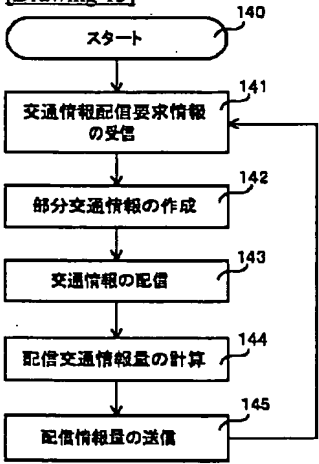 140
スタート
141
交通情報配信要求情報
の受信
142
部分交通情報の作成
143
交通情報の配信
144
配信交通情報量の計算
145
配信情報量の送信